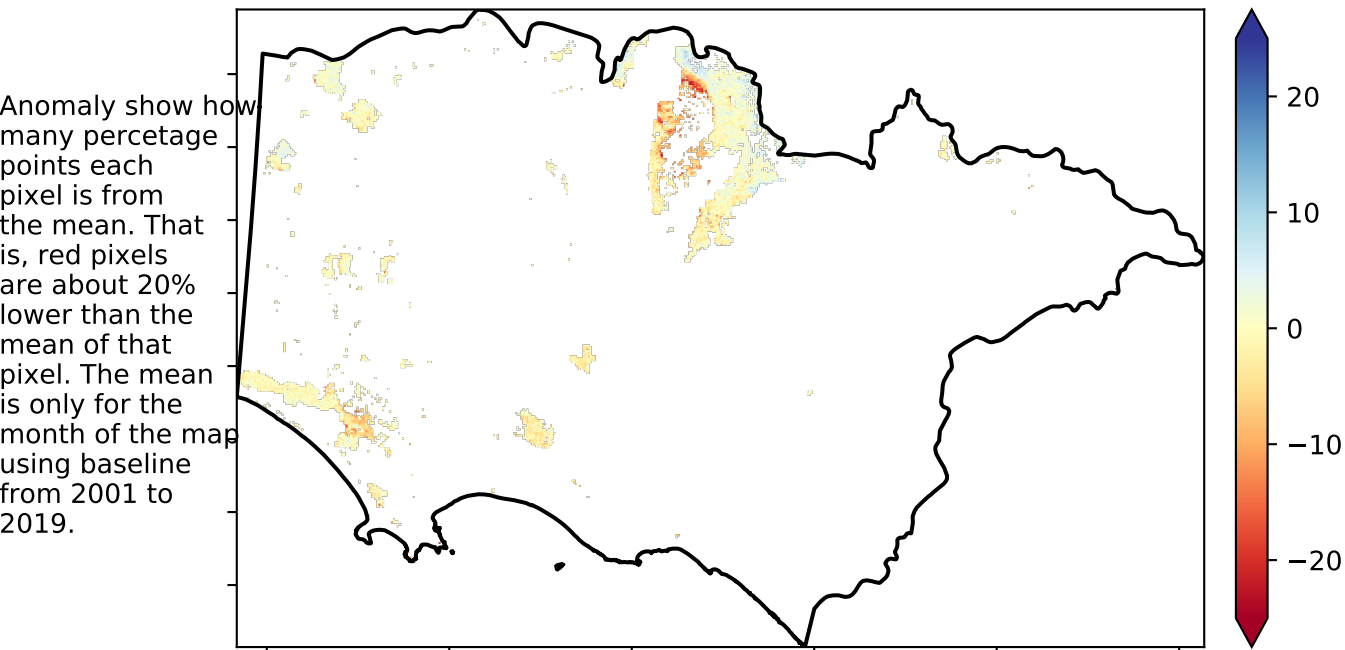 Anomaly show how
many percetage
points each
pixel is from
the mean. That
is, red pixels
are about 20%
lower than the
mean of that
pixel. The mean
is only for the
month of the map
using baseline
from 2001 to
2019.
20
10
0
−10
−20